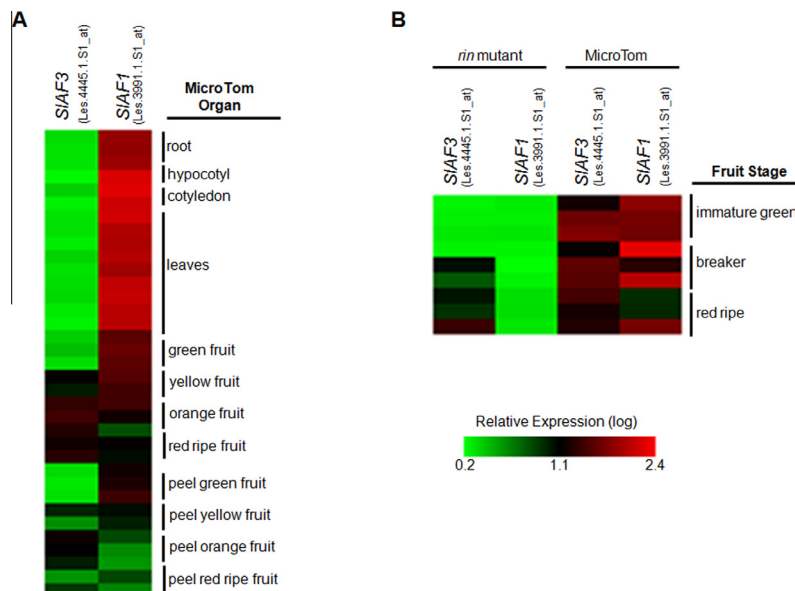 A
SlAF3
(Les.4445.1.S1_at)
SlAF1
(Les.3991.1.S1_at)
MicroTom
Organ
root
hypocotyl
cotyledon
leaves
green fruit
yellow fruit
orange fruit
red ripe fruit
peel green fruit
peel yellow fruit
peel orange fruit
peel red ripe fruit
B
rin mutant
MicroTom
SlAF3
(Les.4445.1.S1_at)
SlAF1
(Les.3991.1.S1_at)
SlAF3
(Les.4445.1.S1_at)
SlAF1
(Les.3991.1.S1_at)
Fruit Stage
immature green
breaker
red ripe
Relative Expression (log)
0.2 1.1 2.4